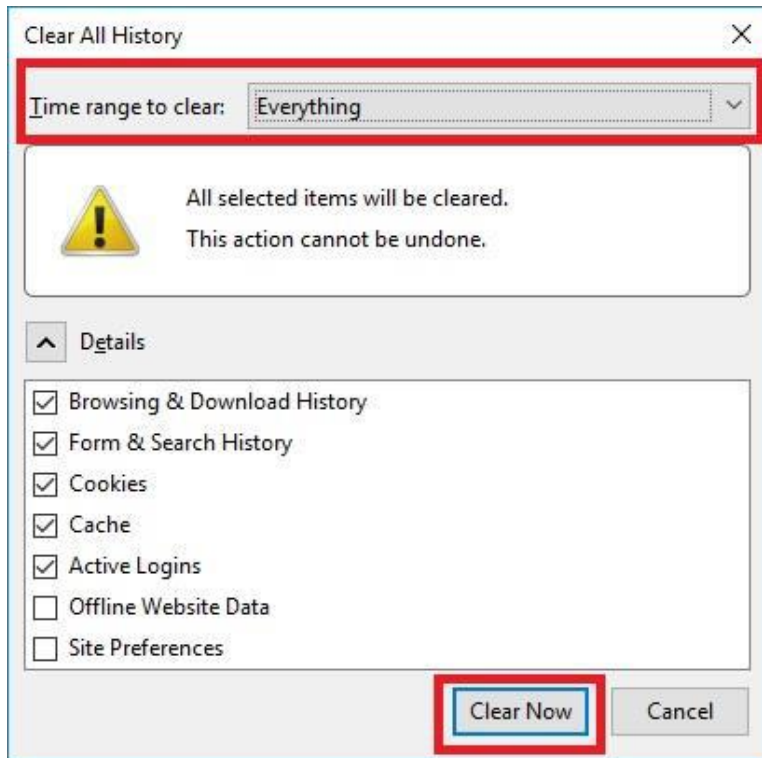 Clear All History
Time range to clear: Everything
All selected items will be cleared.
This action cannot be undone.
Details
Browsing & Download History
Form & Search History
Cookies
Cache
Active Logins
Offline Website Data
Site Preferences
Clear Now Cancel